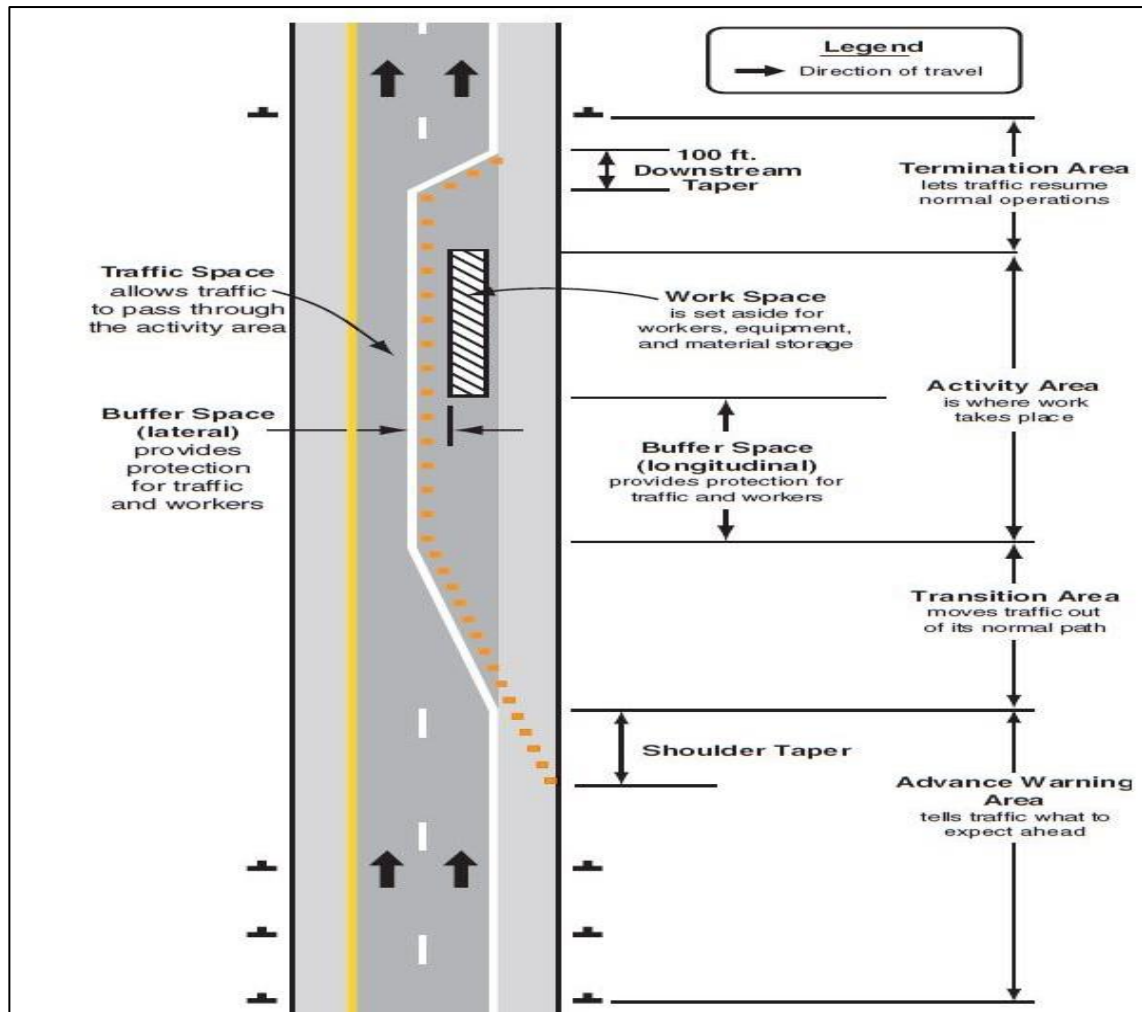 Legend
Direction of travel
100 ft.
Downstream
Taper
Termination Area
lets traffic resume
normal operations
Traffic Space
allows traffic
to pass through
the activity area
Work Space
is set aside for
workers, equipment,
and material storage
Activity Area
is where work
takes place
Buffer Space
(lateral)
provides
protection
for traffic
and workers
Buffer Space
(longitudinal)
provides protection for
traffic and workers
Transition Area
moves traffic out
of its normal path
Shoulder Taper
Advance Warning
Area
tells traffic what to
expect ahead